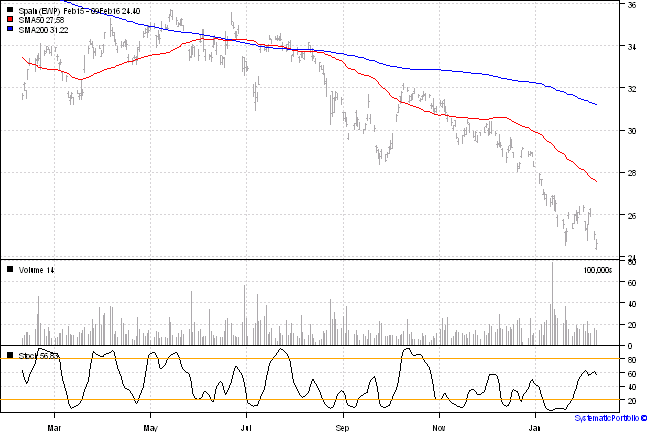 Spain (EWP) Feb15 - 09Feb16 24.40
SMA50 27.58
SMA200 31.22
36
34
32
30
28
26
24
Volume 14
100,000s
80
60
40
20
0
Stoch 56.83
80
60
40
20
Mar
May
Jul
Sep
Nov
Jan
SystematicPortfolio ©